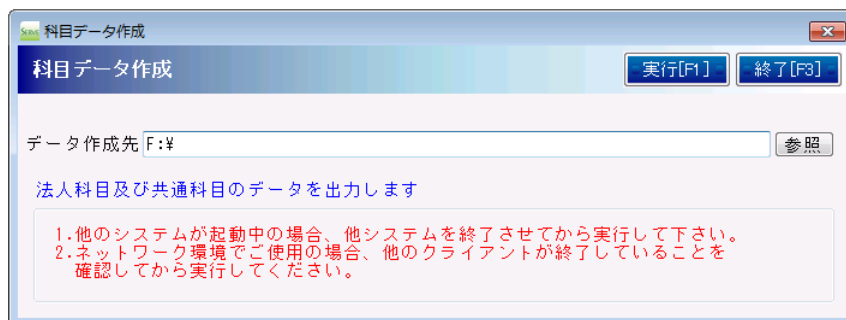 科目データ作成
科目データ作成
実行[F1]
終了[F3]
データ作成先 F:¥
参照
法人科目及び共通科目のデータを出力します
1.他のシステムが起動中の場合、他システムを終了させてから実行して下さい。
2.ネットワーク環境でご使用の場合、他のクライアントが終了していることを
確認してから実行してください。